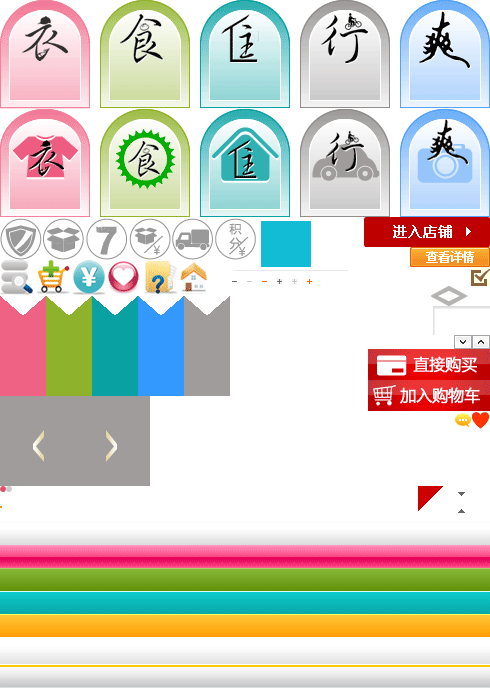 衣 食 住 行 爽
衣 食 住 行 爽
7 ¥ 积分/¥
进入店铺
查看详情
¥ ?
直接购买
加入购物车